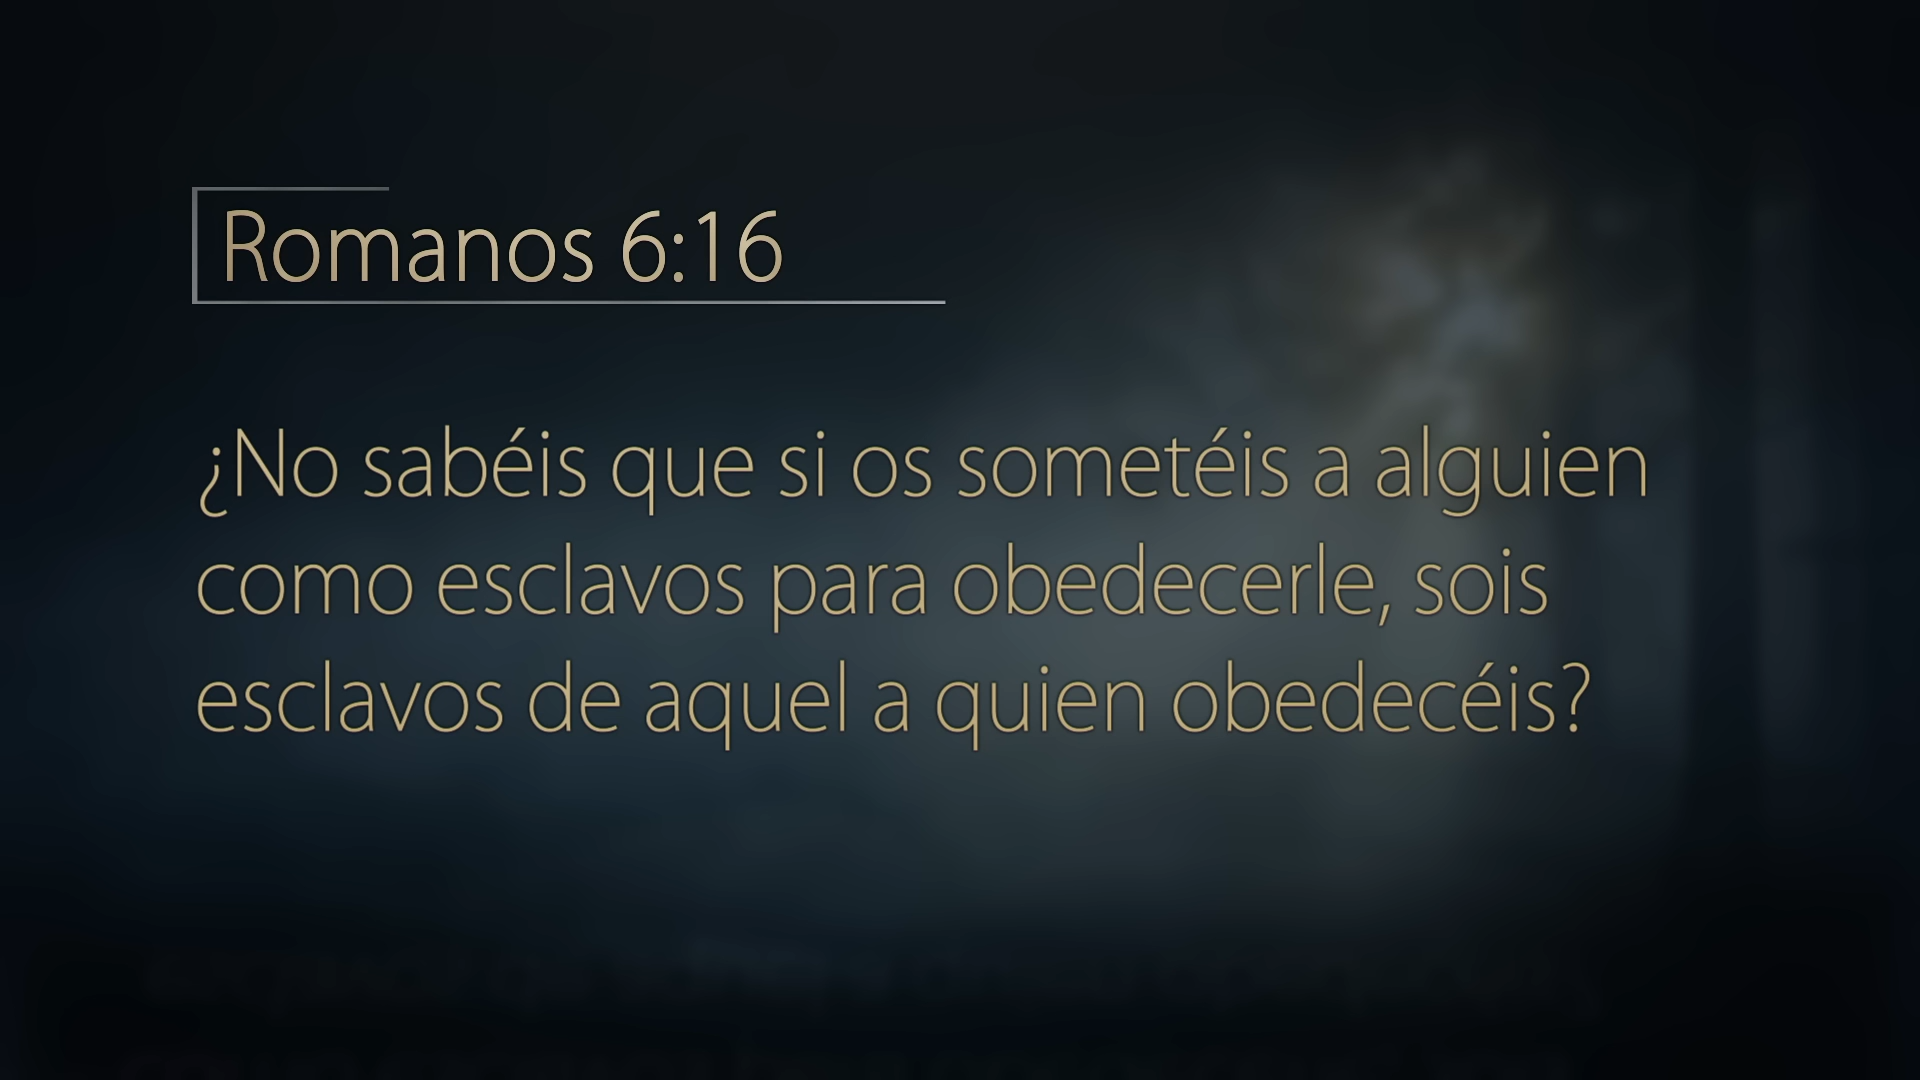 Romanos 6:16
¿No sabéis que si os sometéis a alguien
como esclavos para obedecerle, sois
esclavos de aquel a quien obedecéis?